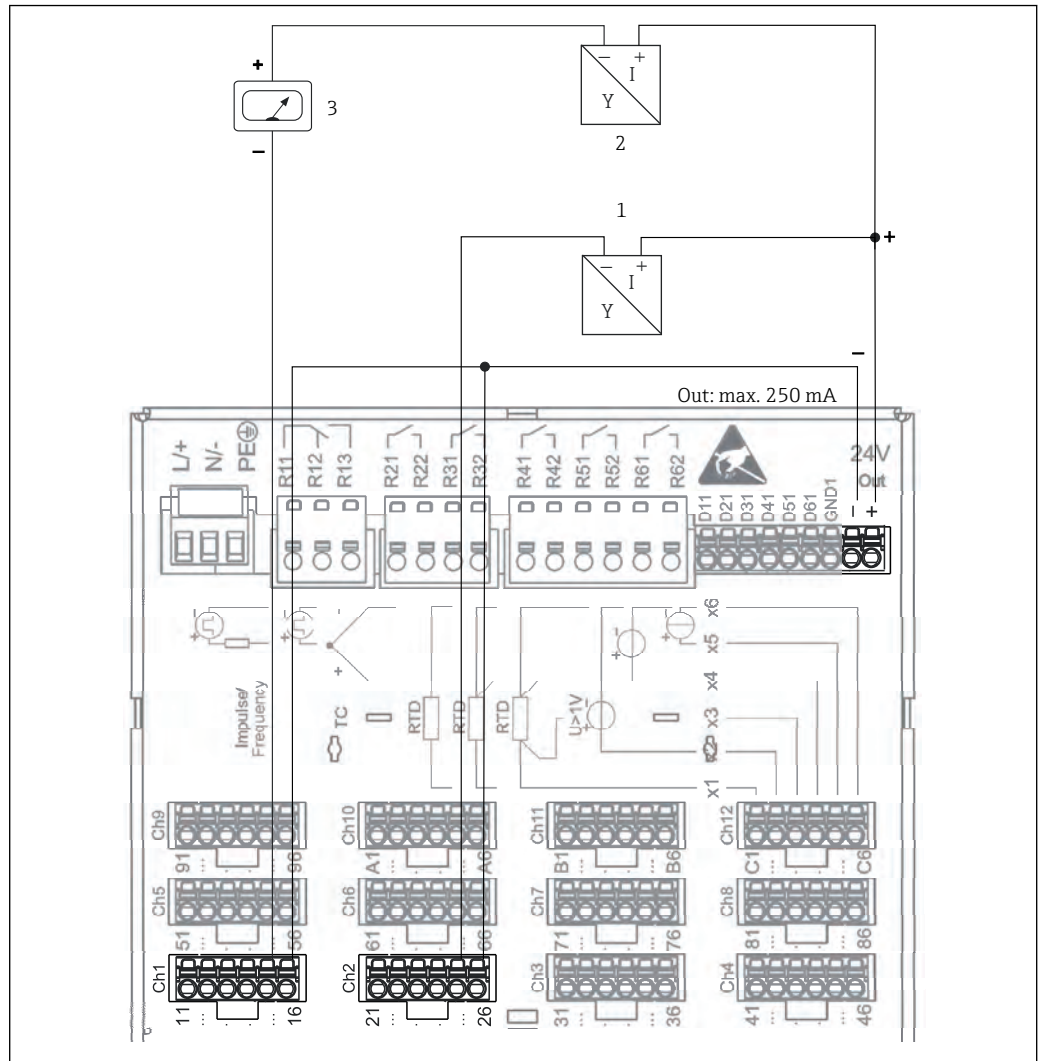 − +
I
Y
2
+
3
−
1
− +
I
Y
+
−
Out: max. 250 mA
L/+
N/-
PE
R11
R12
R13
R21
R22
R31
R32
R41
R42
R51
R52
R61
R62
24V
Out
D11
D21
D31
D41
D51
D61
GND1
−
+
Impulse/
Frequency
TC
RTD
RTD
RTD
U>1V
x6
x5
x4
x3
x2
x1
Ch9
91 ... . ... 96
Ch10
A1 ... . ... A6
Ch11
B1 ... . ... B6
Ch12
C1 ... . ... C6
Ch5
51 ... . ... 56
Ch6
61 ... . ... 66
Ch7
71 ... . ... 76
Ch8
81 ... . ... 86
Ch1
11 ... . ... 16
Ch2
21 ... . ... 26
Ch3
31 ... . ... 36
Ch4
41 ... . ... 46